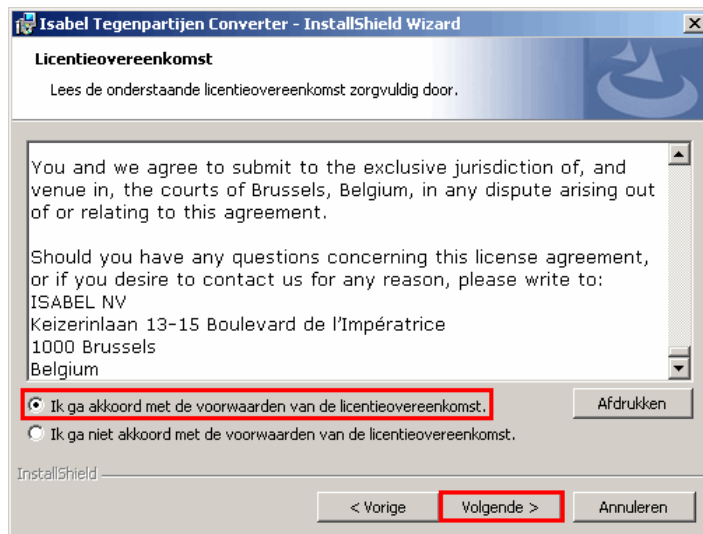 Isabel Tegenpartijen Converter - InstallShield Wizard
Licentieovereenkomst
Lees de onderstaande licentieovereenkomst zorgvuldig door.
You and we agree to submit to the exclusive jurisdiction of, and
venue in, the courts of Brussels, Belgium, in any dispute arising out
of or relating to this agreement.
Should you have any questions concerning this license agreement,
or if you desire to contact us for any reason, please write to:
ISABEL NV
Keizerinlaan 13-15 Boulevard de l'Impératrice
1000 Brussels
Belgium
Ik ga akkoord met de voorwaarden van de licentieovereenkomst.
Afdrukken
Ik ga niet akkoord met de voorwaarden van de licentieovereenkomst.
InstallShield
< Vorige
Volgende >
Annuleren